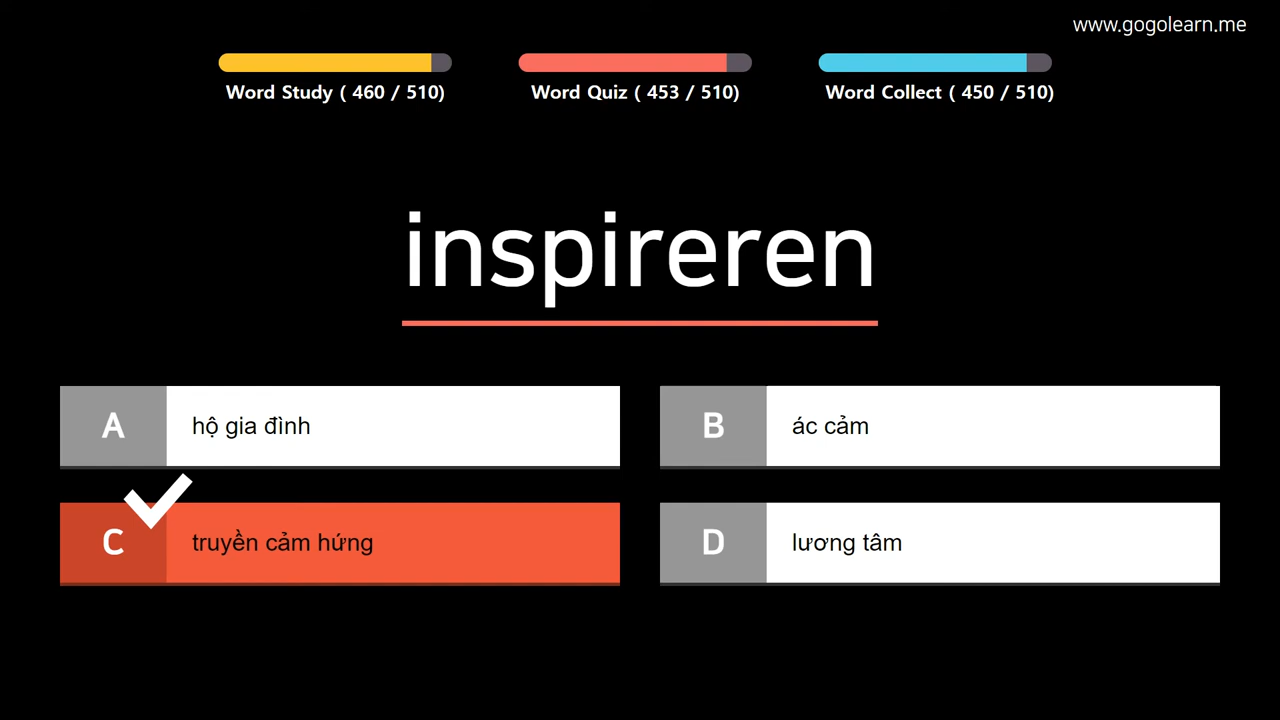 www.gogolearn.me
Word Study ( 460 / 510)
Word Quiz ( 453 / 510)
Word Collect ( 450 / 510)
inspireren
A hộ gia đình
B ác cảm
C truyền cảm hứng
D lương tâm